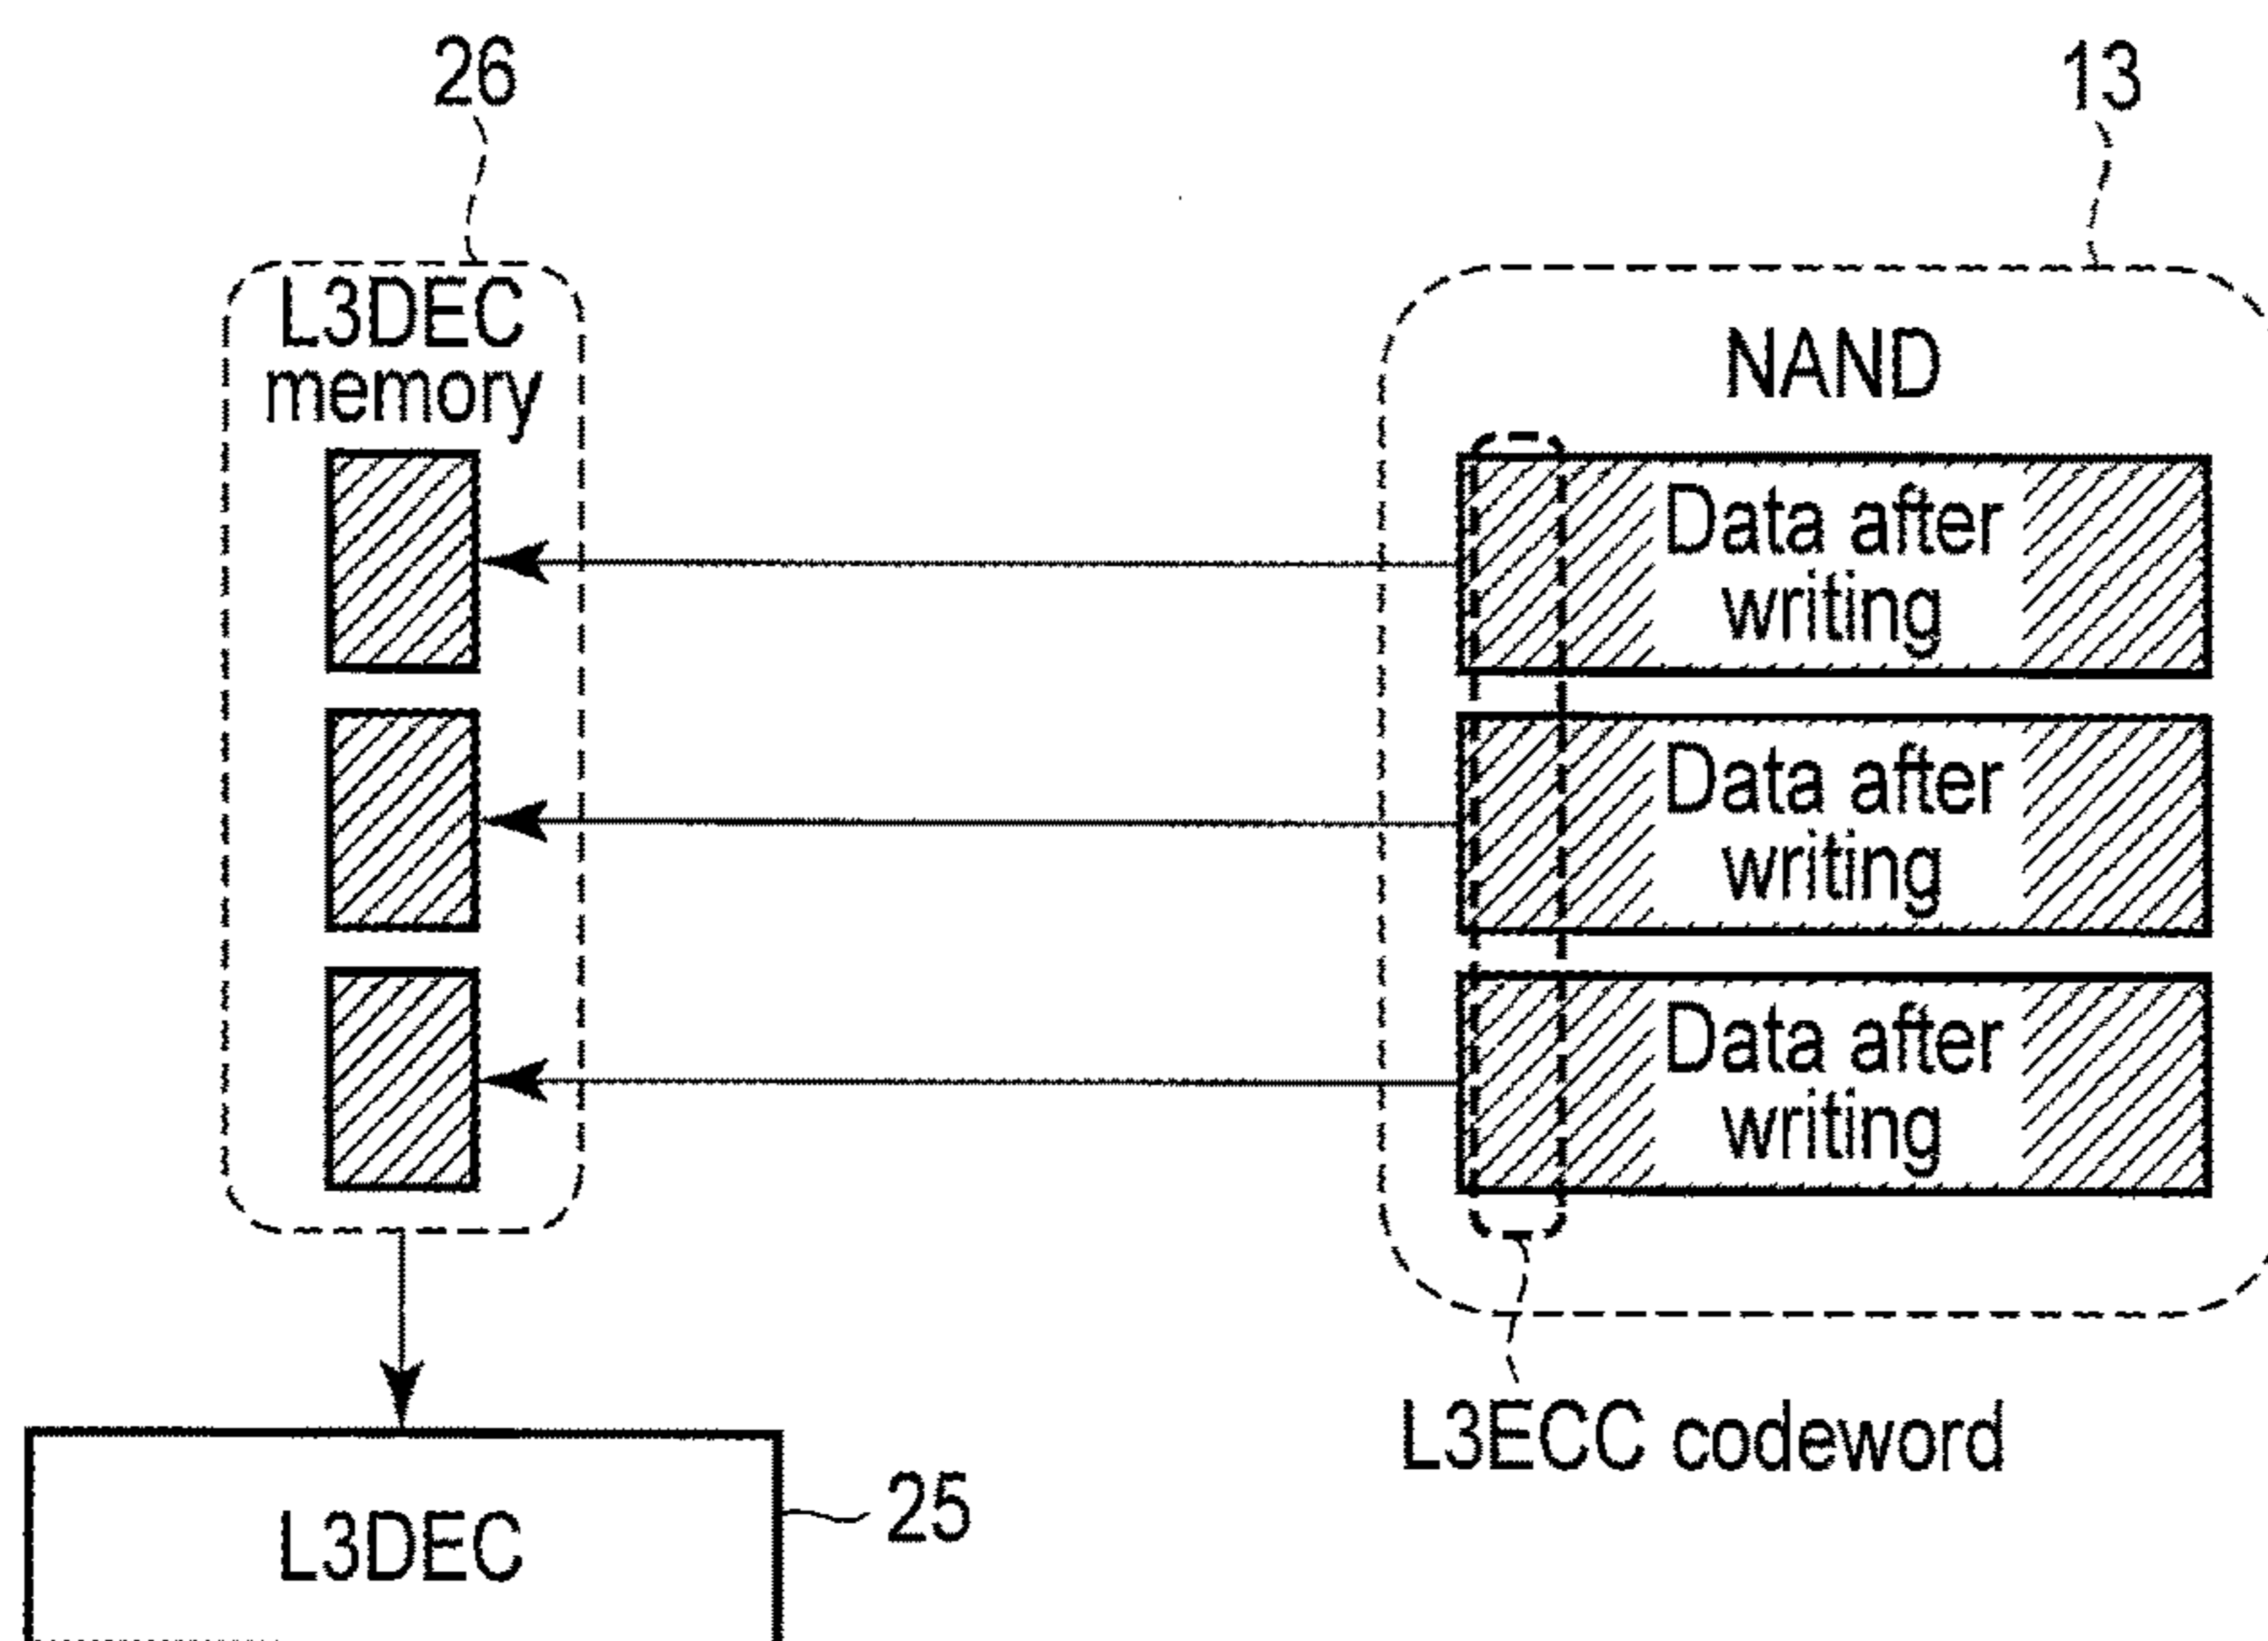 26
13
L3DEC
memory
NAND
Data after
writing
Data after
writing
Data after
writing
L3ECC codeword
L3DEC
25